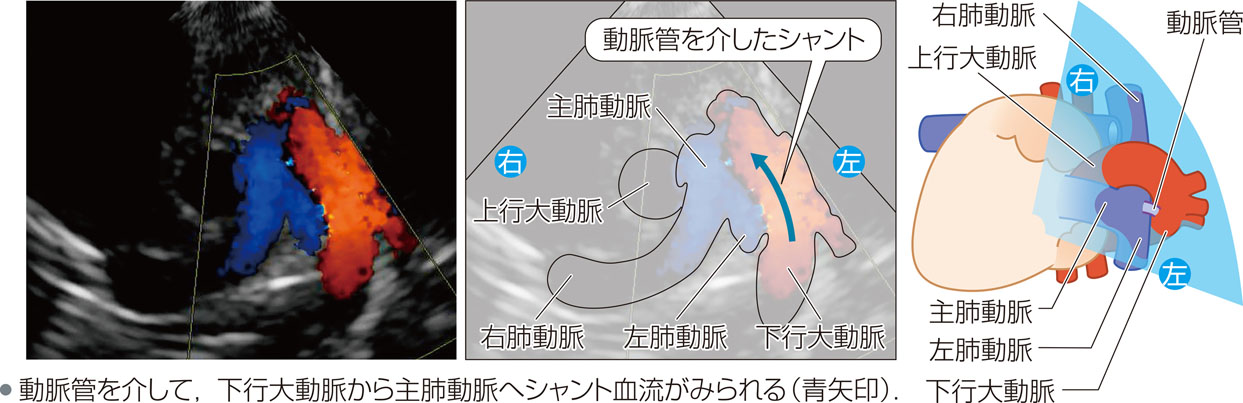 動脈管を介したシャント
主肺動脈
右
左
上行大動脈
右肺動脈
左肺動脈
下行大動脈
右肺動脈
動脈管
上行大動脈
右
左
主肺動脈
左肺動脈
下行大動脈
● 動脈管を介して，下行大動脈から主肺動脈へシャント血流がみられる（青矢印）．